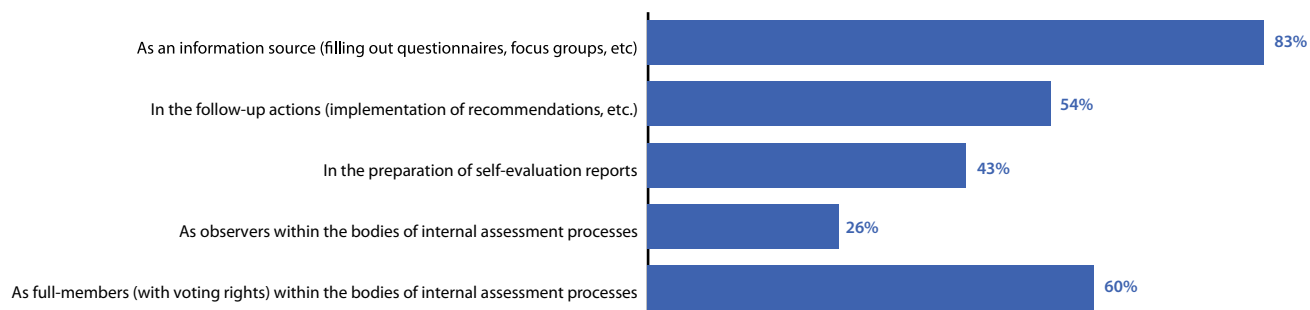 As an information source (filling out questionnaires, focus groups, etc) 83%
In the follow-up actions (implementation of recommendations, etc.) 54%
In the preparation of self-evaluation reports 43%
As observers within the bodies of internal assessment processes 26%
As full-members (with voting rights) within the bodies of internal assessment processes 60%